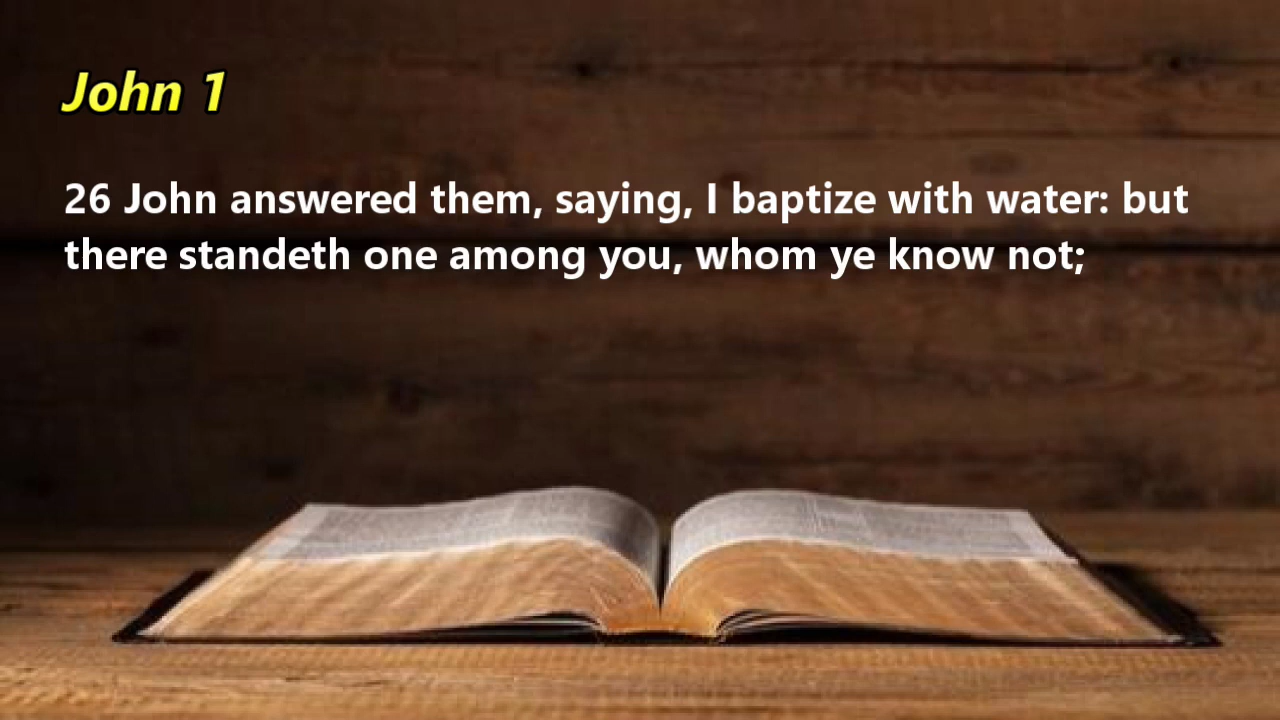 John 1
26 John answered them, saying, I baptize with water: but
there standeth one among you, whom ye know not;